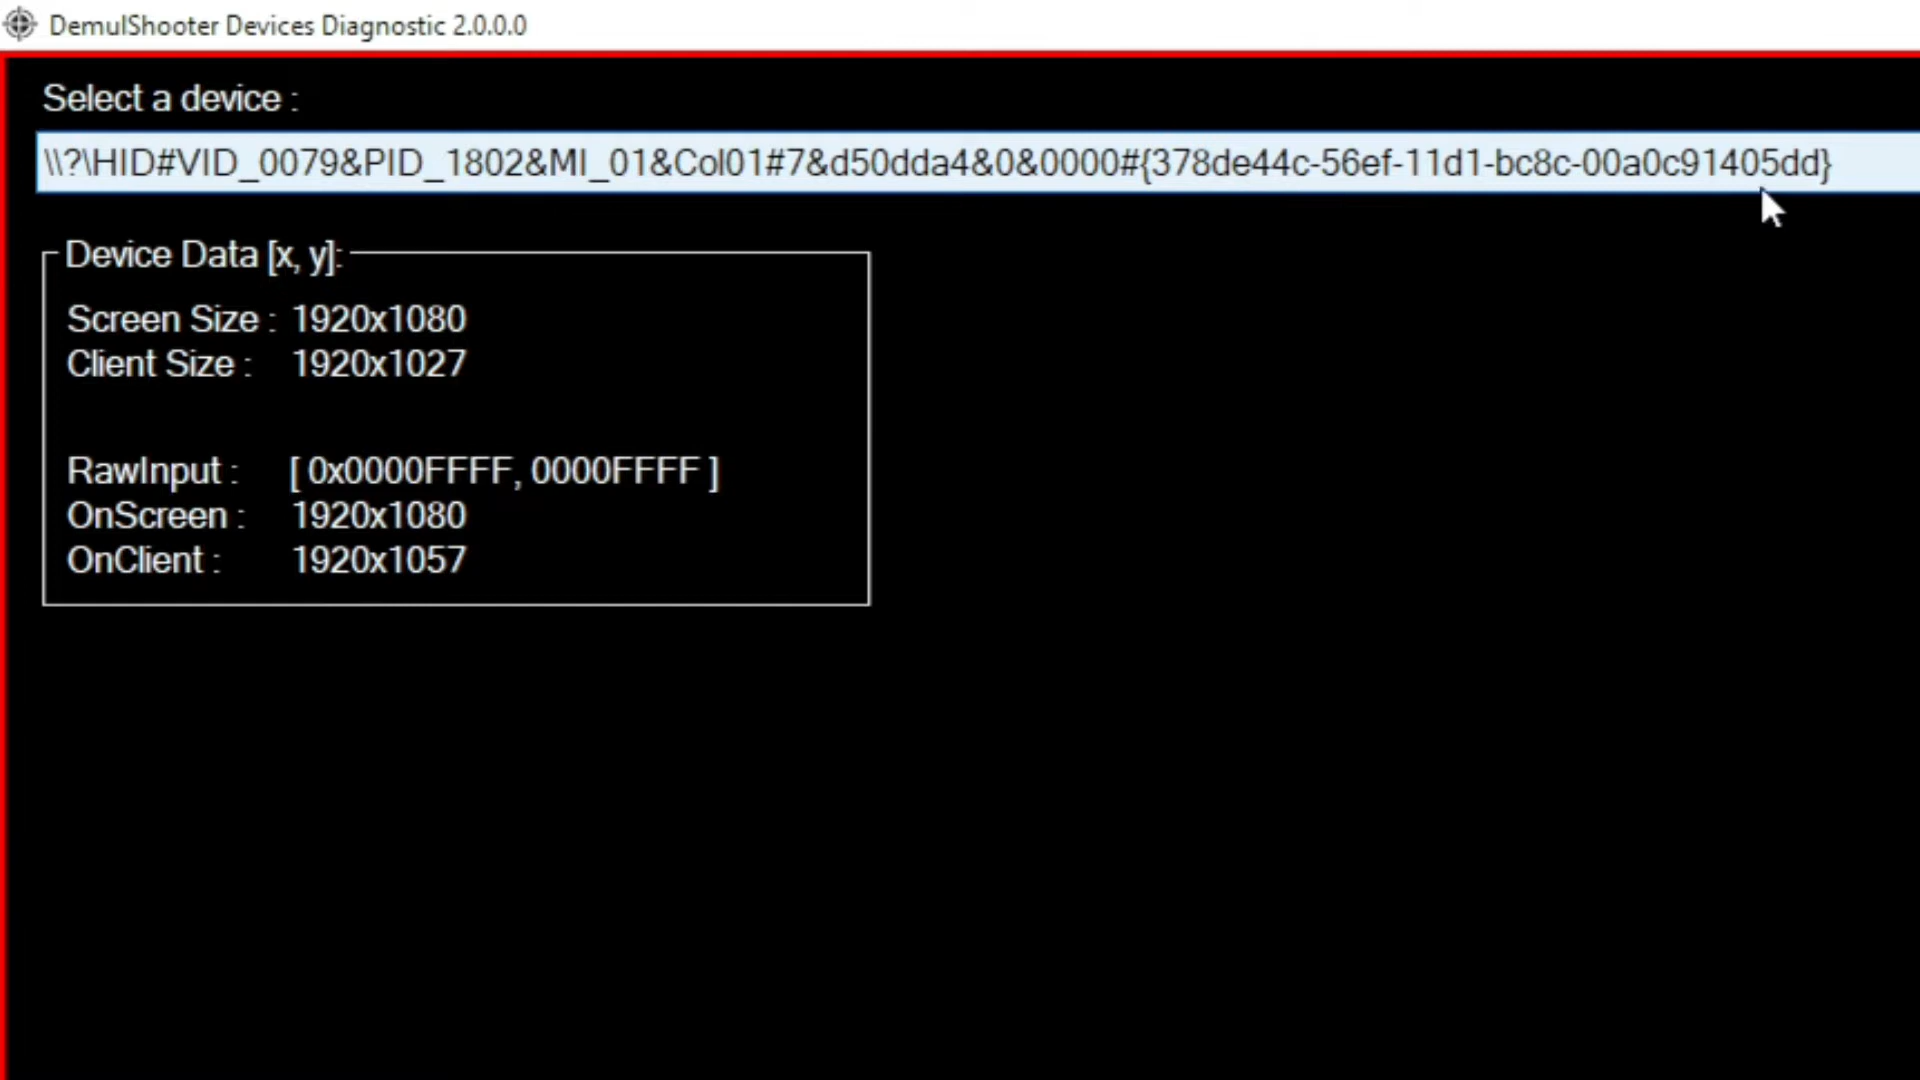 DemulShooter Devices Diagnostic 2.0.0.0
Select a device :
\\?\HID#VID_0079&PID_1802&MI_01&Col01#7&d50dda4&0&0000#{378de44c-56ef-11d1-bc8c-00a0c91405dd}
Device Data [x, y]:
Screen Size : 1920x1080
Client Size : 1920x1027
RawInput : [ 0x0000FFFF, 0000FFFF ]
OnScreen : 1920x1080
OnClient : 1920x1057